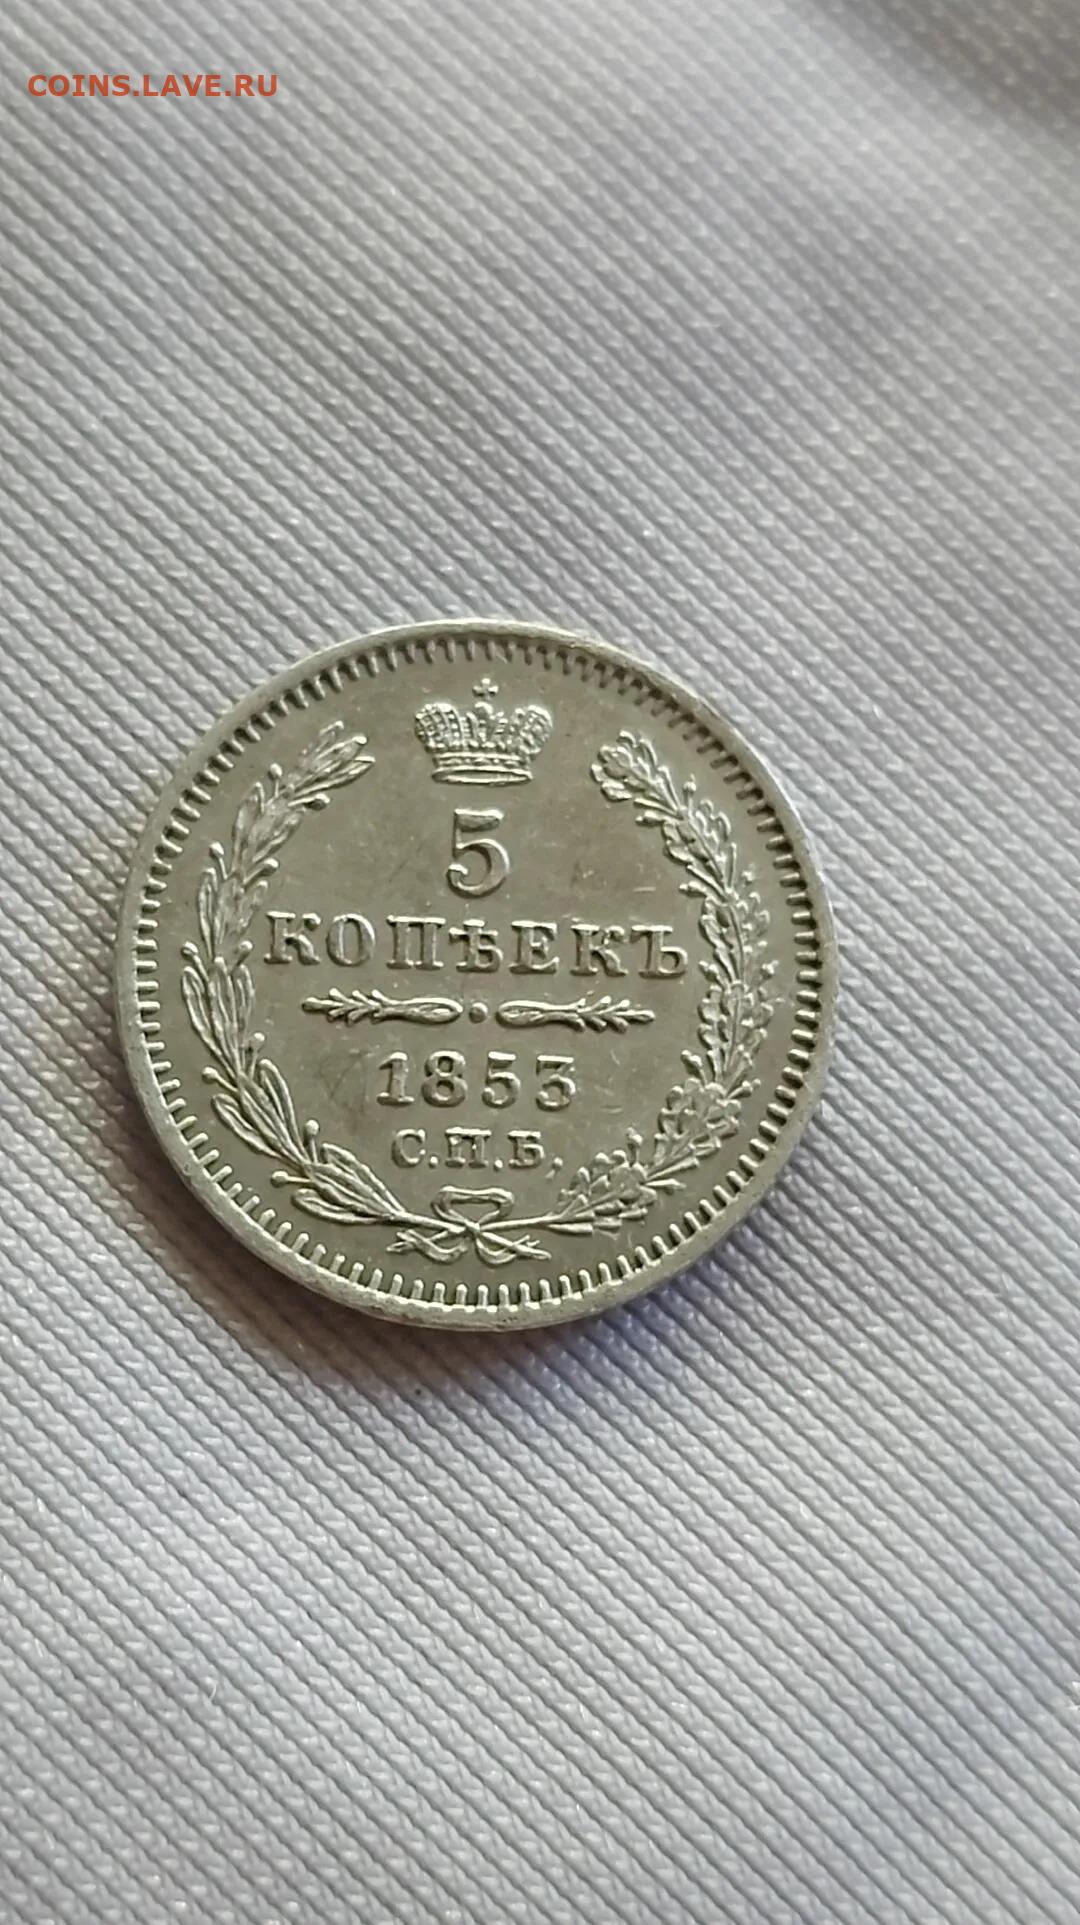 COINS.LAVE.RU
5
КОПѢЕКЪ
1853
С.П.Б,